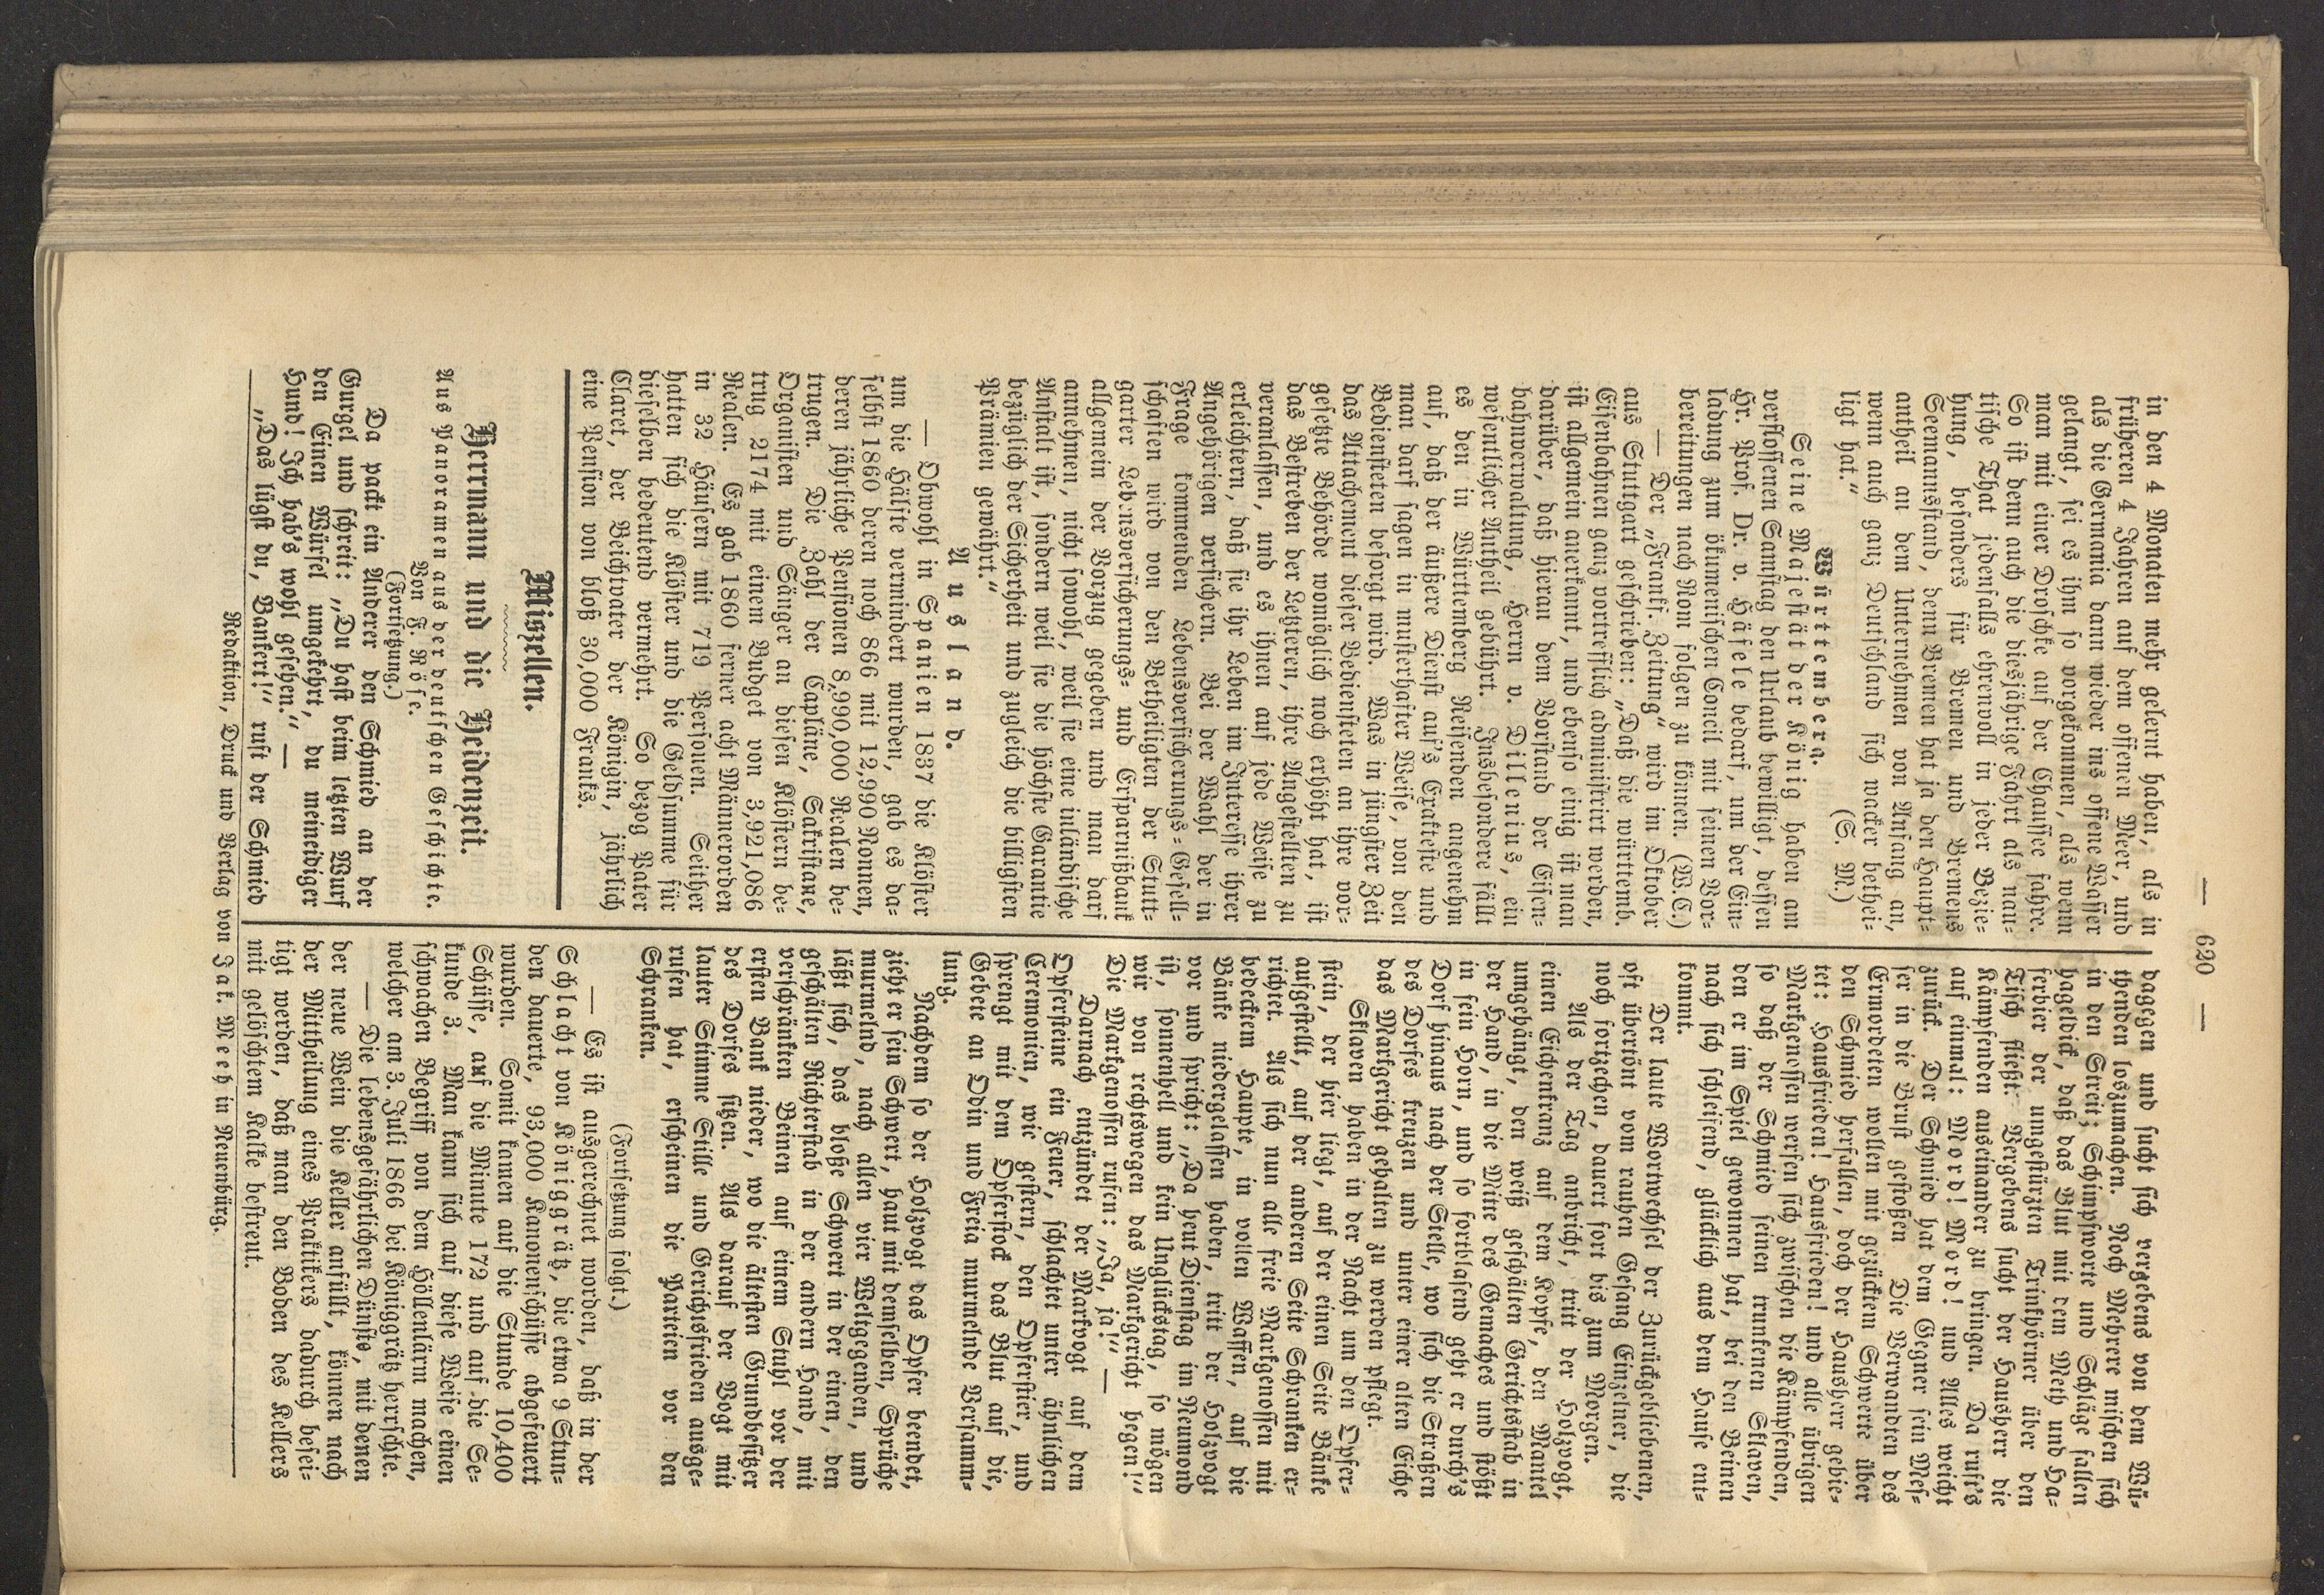 — 620 —
in den 4 Monaten mehr gelernt haben, als in
früheren 4 Jahren auf den offenen Meer, und
als die Germania dann wieder ins offene Wasser
gelangt, sei es ihm so vorgekommen, als wenn
man mit einer Droschke auf der Chaussee fahre.
So ist denn auch die diesjährige Fahrt als nau-
tische That jedenfalls ehrenvoll in jeder Bezie-
hung, besonders für Bremen und Bremens
Seemannsstand, denn Bremen hat ja den Haupt-
antheil an dem Unternehmen von Anfang an,
wenn auch ganz Deutschland sich wacker bethei-
ligt hat.“ (S. M.)
Württemberg.
Seine Majestät der König haben am
verflossenen Samstag den Urlaub bewilligt, dessen
Hr. Prof. Dr. v. Häfele bedarf, um der Ein-
ladung zum ökumenischen Concil mit seinen Vor-
bereitungen nach Rom folgen zu können. (W.C.)
— Der „Frankf. Zeitung“ wird im Oktober
aus Stuttgart geschrieben: „Daß die württemb.
Eisenbahnen ganz vortrefflich administrirt werden,
ist allgemein anerkannt, und ebenso einig ist man
darüber, daß hieran dem Vorstand der Eisen-
bahnverwaltung, Herrn v. Dillenius, ein
wesentlicher Antheil gebührt. Insbesondere fällt
es den in Württemberg Reisenden angenehm
auf, daß der äußere Dienst auf's Exakteste und
man darf sagen in musterhafter Weise, von den
Bediensteten besorgt wird. Was in jüngster Zeit
das Attachement dieser Bediensteten an ihre vor-
gesetzte Behörde womöglich noch erhöht hat, ist
das Bestreben der Letzteren, ihre Angestellten zu
veranlassen, und es ihnen auf jede Weise zu
erleichtern, daß sie ihr Leben im Interesse ihrer
Angehörigen versichern. Bei der Wahl der in
Frage kommenden Lebensversicherungs-Gesell-
schaften wird von den Betheiligten der Stutt-
garter Lebensversicherungs- und Ersparnißbank
allgemein der Vorzug gegeben und man darf
annehmen, nicht sowohl, weil sie eine inländische
Anstalt ist, sondern weil sie die höchste Garantie
bezüglich der Sicherheit und zugleich die billigsten
Prämien gewährt.“
Ausland.
— Obwohl in Spanien 1837 die Klöster
um die Hälfte vermindert wurden, gab es da-
selbst 1860 deren noch 866 mit 12,990 Nonnen,
deren jährliche Pensionen 8,990,000 Realen be-
trugen. Die Zahl der Capläne, Sakristane,
Organisten und Sänger an diesen Klöstern be-
trug 2174 mit einem Budget von 3,921,086
Realen. Es gab 1860 ferner acht Männerorden
in 32 Häusern mit 719 Personen. Seither
hatten sich die Klöster und die Geldsumme für
dieselben bedeutend vermehrt. So bezog Pater
Claret, der Beichtvater der Königin, jährlich
eine Pension von bloß 30,000 Franks.
Miszellen.
Herrmann und die Heidenzeit.
Aus Panoramen aus der deutschen Geschichte.
Von F. Röse.
(Fortsetzung.)
Da packt ein Anderer den Schmied an der
Gurgel und schreit: „Du hast beim letzten Wurf
den Einen Würfel umgekehrt, du meineidiger
Hund! Ich hab's wohl gesehen.“ —
„Das lügst du, Bankert!“ ruft der Schmied
dagegen und sucht sich vergebens von dem Wü-
thenden loszumachen. Noch Mehrere mischen sich
in den Streit; Schimpfworte und Schläge fallen
hageldick, daß das Blut mit dem Meth und Ha-
ferbier der umgestürzten Trinkhörner über den
Tisch fließt. Vergebens sucht der Hausherr die
Kämpfenden auseinander zu bringen. Da ruft's
auf einmal: Mord! Mord! und Alles weicht
zurück. Der Schmied hat dem Gegner sein Mes-
ser in die Brust gestoßen. Die Verwandten des
Ermordeten wollen mit gezücktem Schwerte über
den Schmied herfallen, doch der Hausherr gebie-
tet: Hausfrieden! Hausfrieden! und alle übrigen
Markgenossen werfen sich zwischen die Kämpfenden,
so daß der Schmied seinen trunkenen Sklaven,
den er im Spiel gewonnen hat, bei den Beinen
nach sich schleifend, glücklich aus dem Hause ent-
kommt.
Der laute Wortwechsel der Zurückgebliebenen,
oft übertönt vom rauhen Gesang Einzelner, die
noch fortzechen, dauert fort bis zum Morgen.
Als der Tag anbricht, tritt der Holzvogt,
einen Eichenkranz auf dem Kopfe, den Mantel
umgehängt, den weiß geschälten Gerichtsstab in
der Hand, in die Mitte des Gemaches und stößt
in sein Horn, und so fortblasend geht er durch's
Dorf hinaus nach der Stelle, wo sich die Straßen
des Dorfes kreuzen und unter einer alten Eiche
das Markgericht gehalten zu werden pflegt.
Sklaven haben in der Nacht um den Opfer-
stein, der hier liegt, auf der einen Seite Bänke
aufgestellt, auf der anderen Seite Schranken er-
richtet. Als sich nun alle freie Markgenossen mit
bedecktem Haupte, in vollen Waffen, auf die
Bänke niedergelassen haben, tritt der Holzvogt
vor und spricht: „Da heut Dienstag im Neumond
ist, sonnenhell und kein Unglückstag, so mögen
wir von rechtswegen das Markgericht hegen!“
Die Markgenossen rufen: „Ja, ja!“ —
Darnach entzündet der Markvogt auf dem
Opfersteine ein Feuer, schlachtet unter ähnlichen
Ceremonien, wie gestern, den Opferstier, und
sprengt mit dem Opferstock das Blut auf die,
Gebete an Odin und Freia murmelnde Versamm-
lung.
Nachdem so der Holzvogt das Opfer beendet,
zieht er sein Schwert, haut mit demselben, Sprüche
murmelnd, nach allen vier Weltgegenden, und
läßt sich, das bloße Schwert in der einen, den
geschälten Richterstab in der andern Hand, mit
verschränkten Beinen auf einem Stuhl vor der
ersten Bank nieder, wo die ältesten Grundbesitzer
des Dorfes sitzen. Als darauf der Vogt mit
lauter Stimme Stille und Gerichtsfrieden ausge-
rufen hat, erscheinen die Parteien vor den
Schranken.
(Fortsetzung folgt.)
— Es ist ausgerechnet worden, daß in der
Schlacht von Königgrätz, die etwa 9 Stun-
den dauerte, 93,000 Kanonenschüsse abgefeuert
wurden. Somit kamen auf die Stunde 10,400
Schüsse, auf die Minute 172 und auf die Se-
kunde 3. Man kann sich auf diese Weise einen
schwachen Begriff von dem Höllenlärm machen,
welcher am 3. Juli 1866 bei Königgrätz herrschte.
— Die lebensgefährlichen Dünste, mit denen
der neue Wein die Keller anfüllt, können nach
der Mittheilung eines Praktikers dadurch besei-
tigt werden, daß man den Boden des Kellers
mit gelöschtem Kalke bestreut.
Redaktion, Druck und Verlag von Jak. Meeh in Neuenbürg.